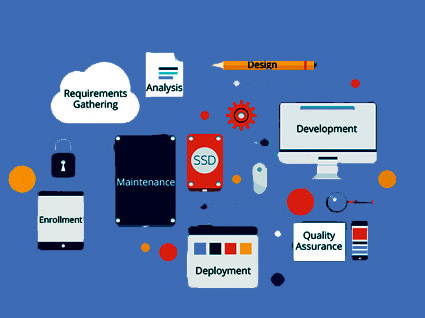 Design
Requirements
Gathering
Analysis
Development
SSD
Maintenance
Enrollment
Quality
Assurance
Deployment